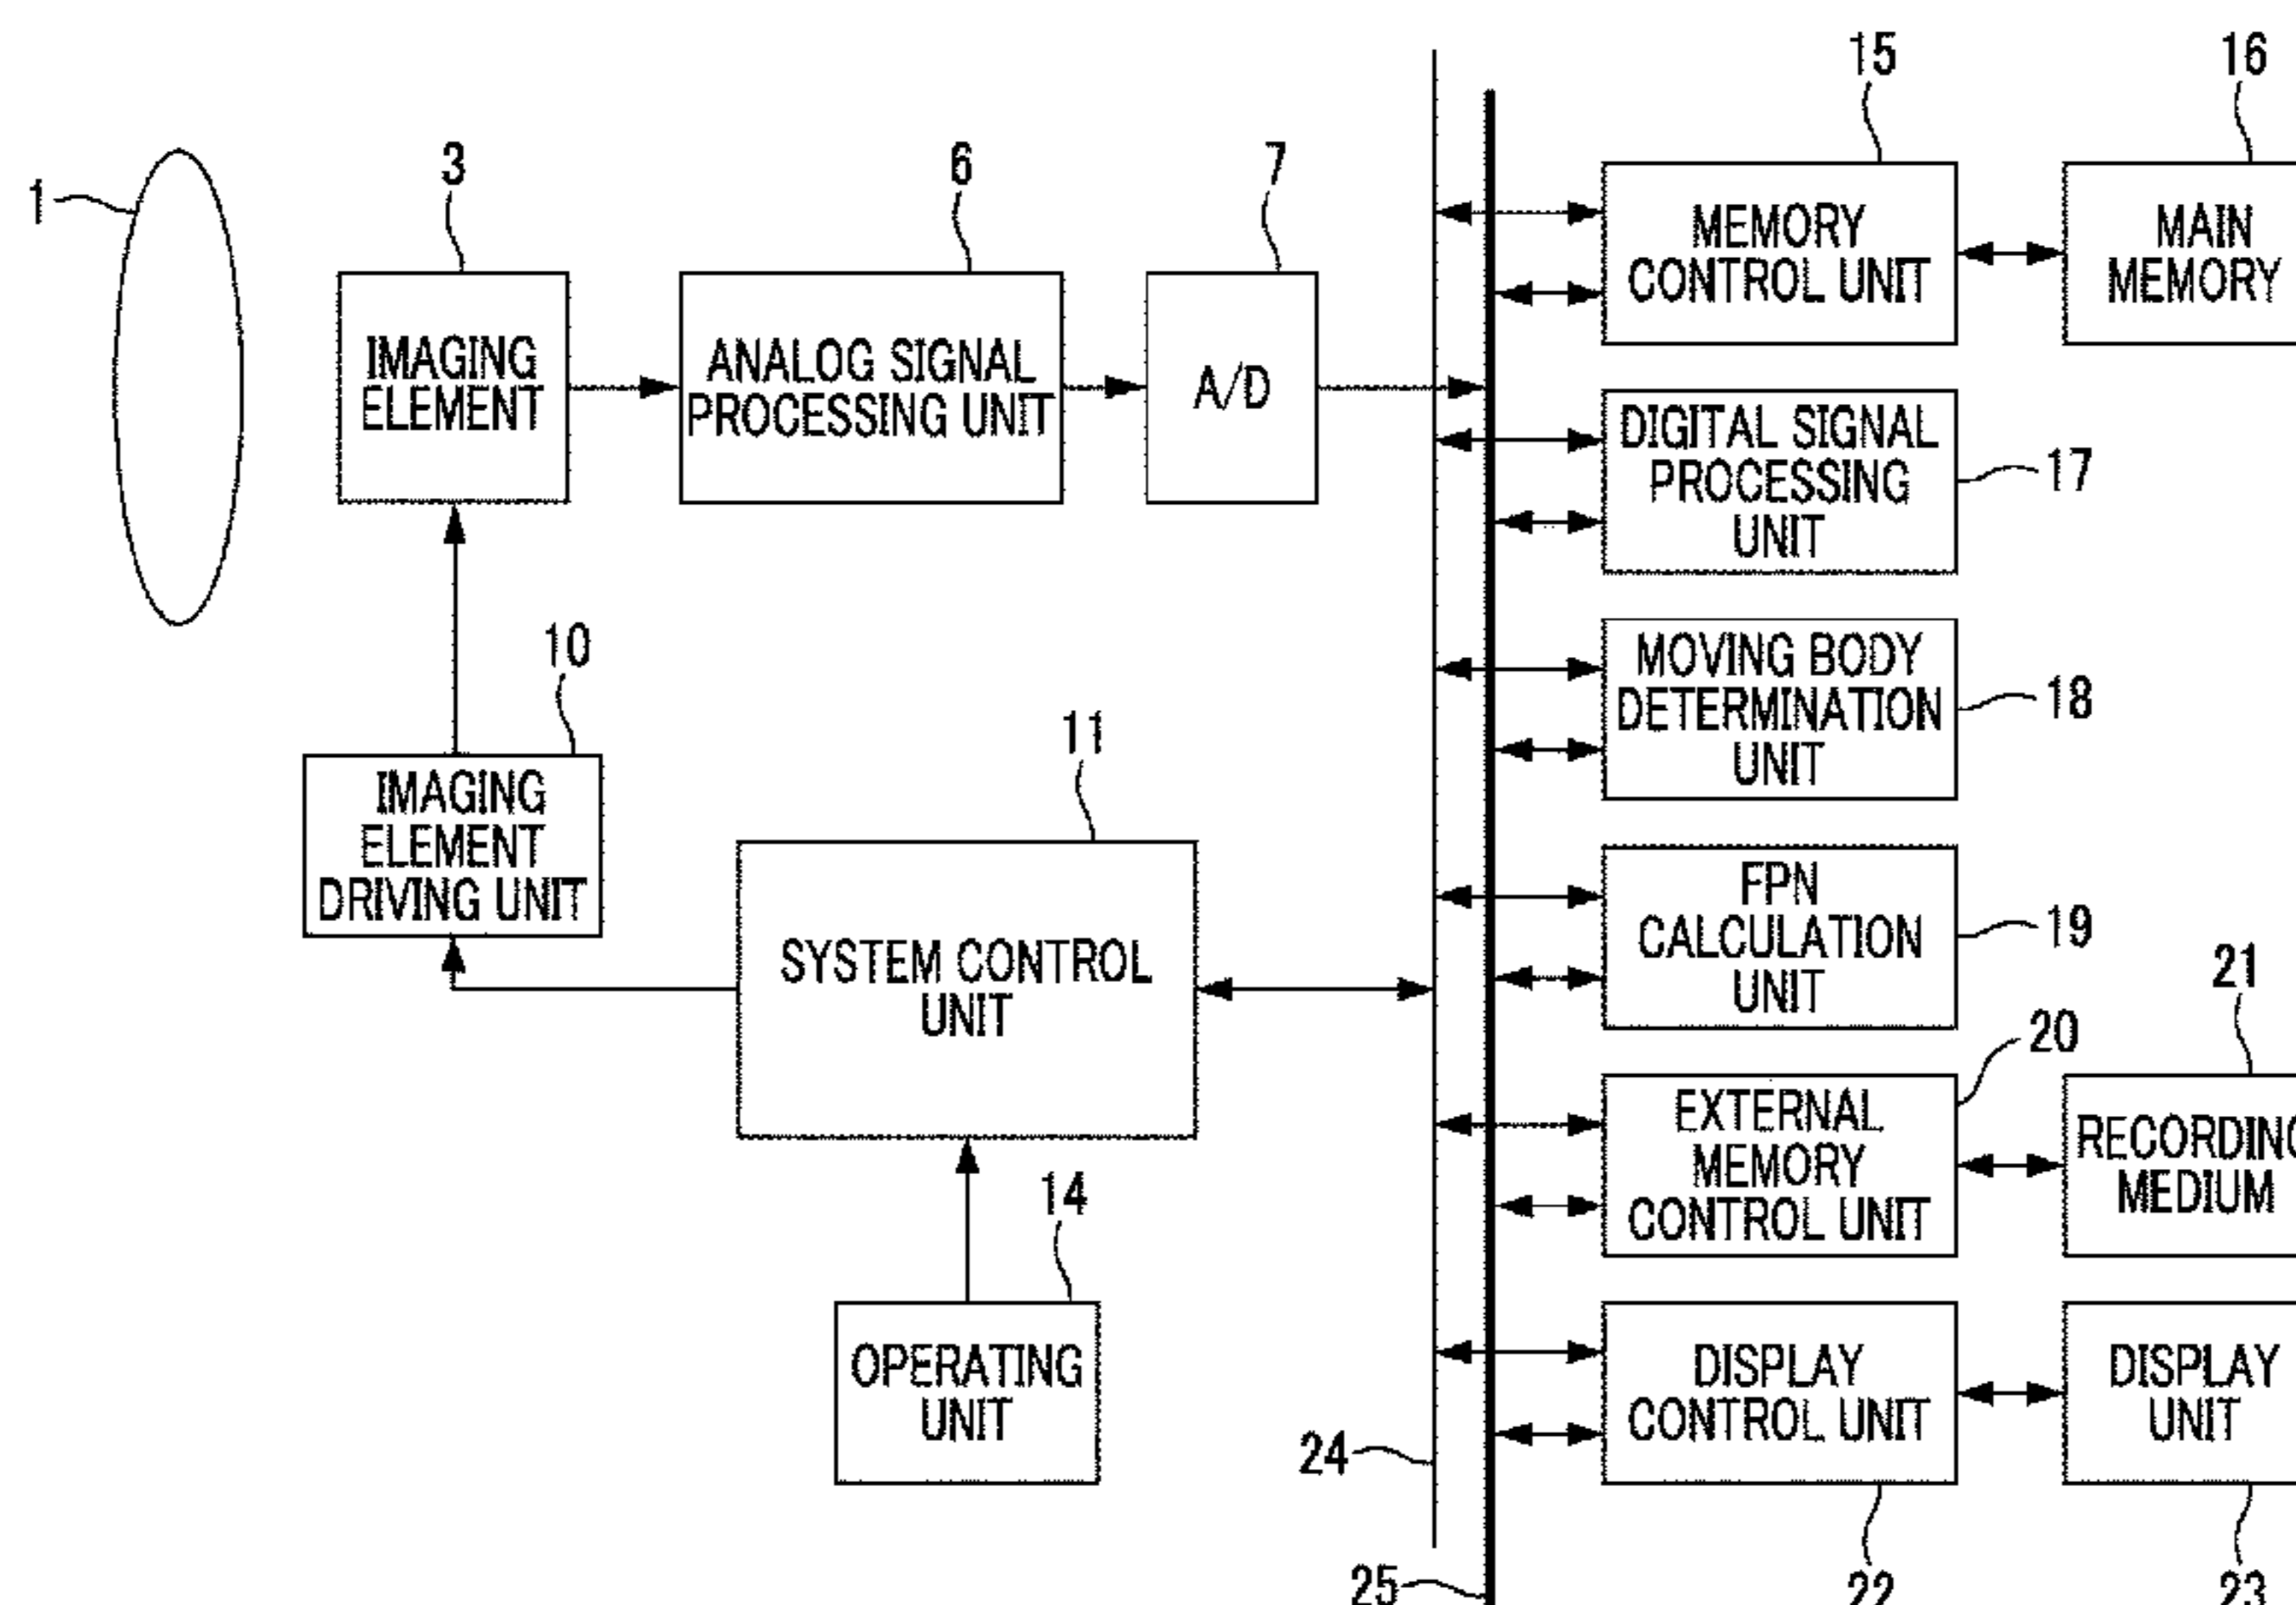 15
16
3
6
7
1
MEMORY
CONTROL UNIT
MAIN
MEMORY
IMAGING
ELEMENT
ANALOG SIGNAL
PROCESSING UNIT
A/D
DIGITAL SIGNAL
PROCESSING
UNIT
17
10
MOVING BODY
DETERMINATION
UNIT
18
11
IMAGING
ELEMENT
DRIVING UNIT
FPN
CALCULATION
UNIT
19
SYSTEM CONTROL
UNIT
21
20
EXTERNAL
MEMORY
CONTROL UNIT
RECORDING
MEDIUM
14
OPERATING
UNIT
DISPLAY
CONTROL UNIT
DISPLAY
UNIT
24
25
22
23